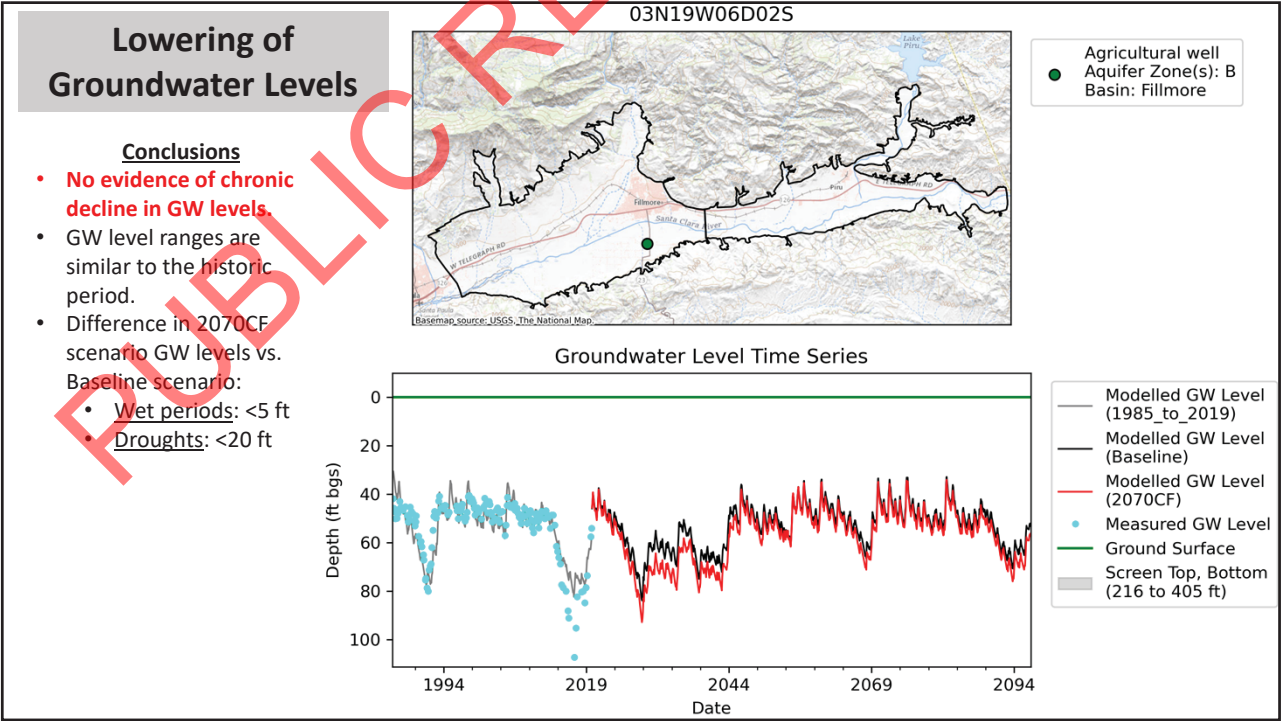 Lowering of
Groundwater Levels
Conclusions
• No evidence of chronic
decline in GW levels.
• GW level ranges are
similar to the historic
period.
• Difference in 2070CF
scenario GW levels vs.
Baseline scenario:
• Wet periods: <5 ft
• Droughts: <20 ft
PUBLIC RE
03N19W06D02S
Lake
Piru
Fillmore
Piru
W TELEGRAPH RD
Santa Clara River
W TELEGRAPH RD
126
Santa Paula
Basemap source: USGS, The National Map.
Agricultural well
Aquifer Zone(s): B
Basin: Fillmore
Groundwater Level Time Series
Depth (ft bgs)
0
20
40
60
80
100
1994
2019
2044
2069
2094
Date
Modelled GW Level
(1985_to_2019)
Modelled GW Level
(Baseline)
Modelled GW Level
(2070CF)
Measured GW Level
Ground Surface
Screen Top, Bottom
(216 to 405 ft)